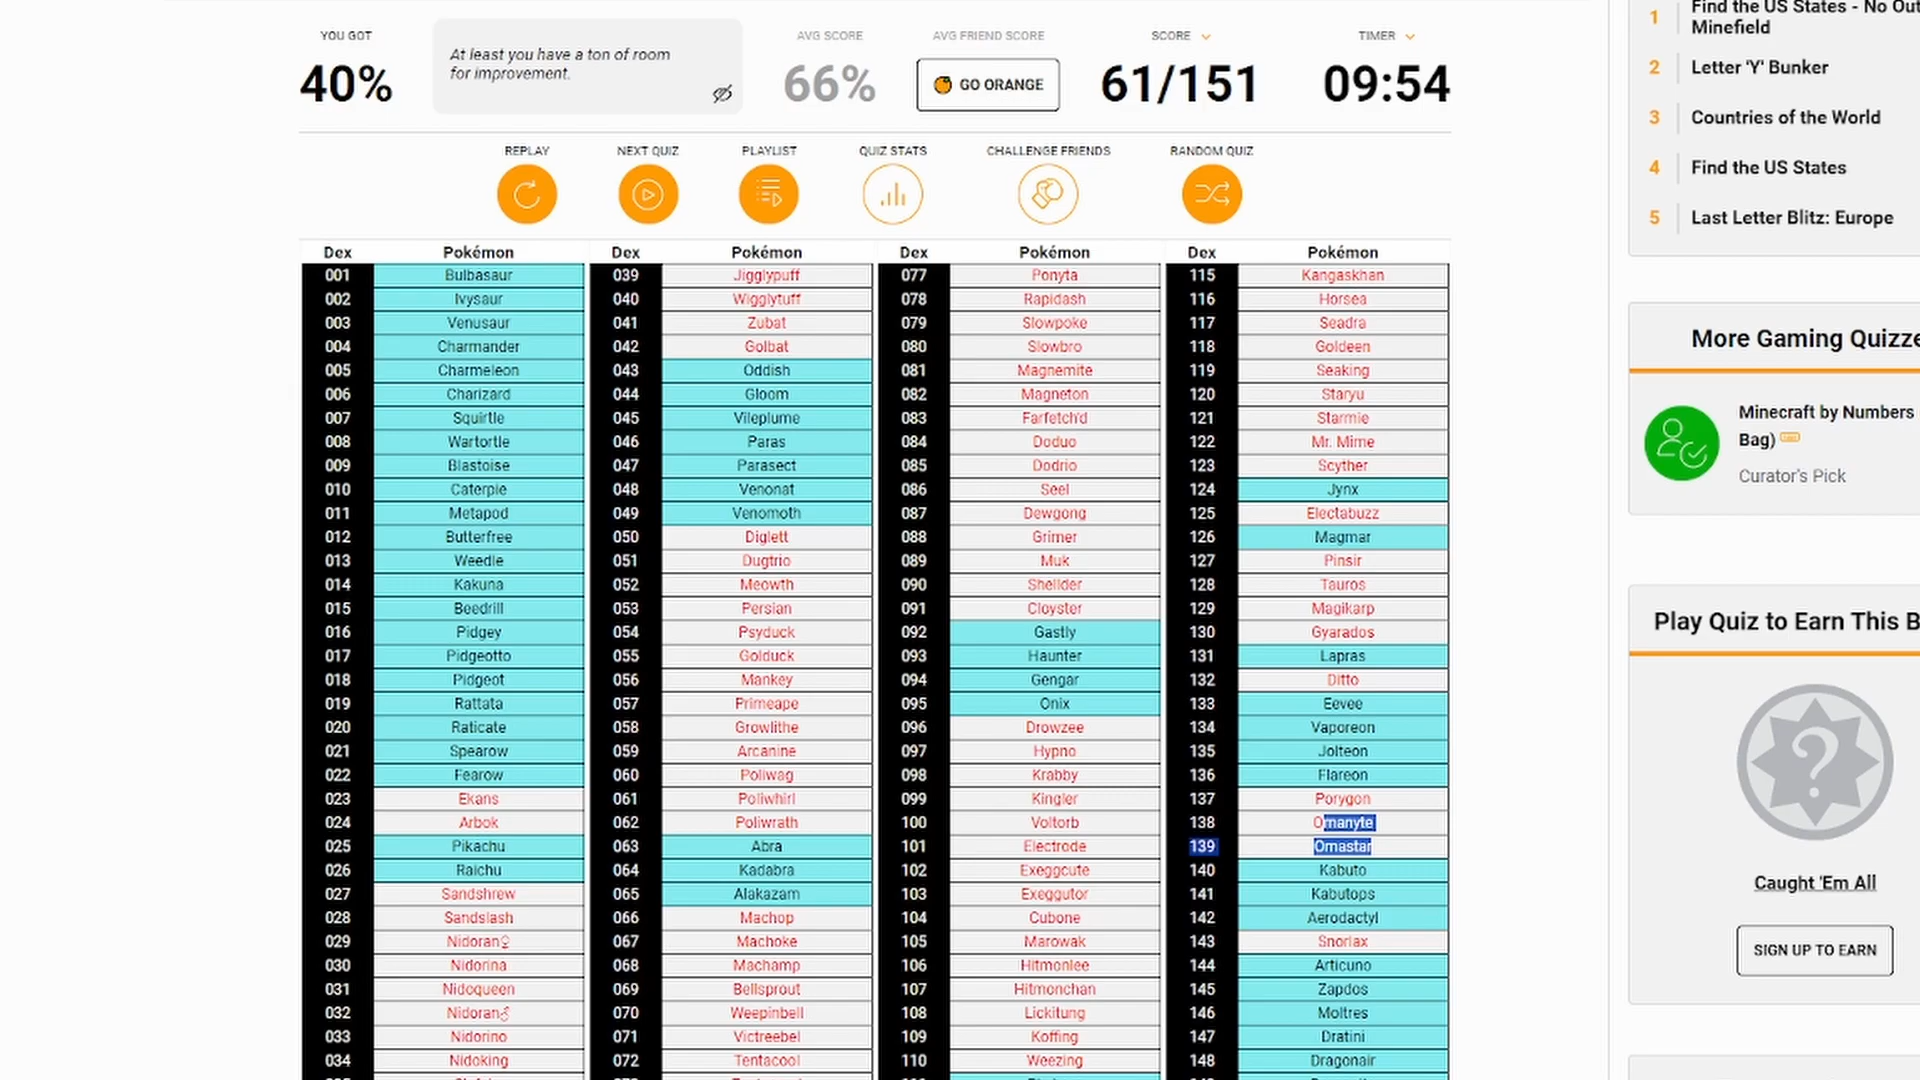 YOU GOT
40%
At least you have a ton of room
for improvement.
AVG SCORE
66%
AVG FRIEND SCORE
GO ORANGE
SCORE
61/151
TIMER
09:54
REPLAY
NEXT QUIZ
PLAYLIST
QUIZ STATS
CHALLENGE FRIENDS
RANDOM QUIZ
Dex Pokémon Dex Pokémon Dex Pokémon Dex Pokémon
001 Bulbasaur 039 Jigglypuff 077 Ponyta 115 Kangaskhan
002 Ivysaur 040 Wigglytuff 078 Rapidash 116 Horsea
003 Venusaur 041 Zubat 079 Slowpoke 117 Seadra
004 Charmander 042 Golbat 080 Slowbro 118 Goldeen
005 Charmeleon 043 Oddish 081 Magnemite 119 Seaking
006 Charizard 044 Gloom 082 Magneton 120 Staryu
007 Squirtle 045 Vileplume 083 Farfetch'd 121 Starmie
008 Wartortle 046 Paras 084 Doduo 122 Mr. Mime
009 Blastoise 047 Parasect 085 Dodrio 123 Scyther
010 Caterpie 048 Venonat 086 Seel 124 Jynx
011 Metapod 049 Venomoth 087 Dewgong 125 Electabuzz
012 Butterfree 050 Diglett 088 Grimer 126 Magmar
013 Weedle 051 Dugtrio 089 Muk 127 Pinsir
014 Kakuna 052 Meowth 090 Shellder 128 Tauros
015 Beedrill 053 Persian 091 Cloyster 129 Magikarp
016 Pidgey 054 Psyduck 092 Gastly 130 Gyarados
017 Pidgeotto 055 Golduck 093 Haunter 131 Lapras
018 Pidgeot 056 Mankey 094 Gengar 132 Ditto
019 Rattata 057 Primeape 095 Onix 133 Eevee
020 Raticate 058 Growlithe 096 Drowzee 134 Vaporeon
021 Spearow 059 Arcanine 097 Hypno 135 Jolteon
022 Fearow 060 Poliwag 098 Krabby 136 Flareon
023 Ekans 061 Poliwhirl 099 Kingler 137 Porygon
024 Arbok 062 Poliwrath 100 Voltorb 138 Omanyte
025 Pikachu 063 Abra 101 Electrode 139 Omastar
026 Raichu 064 Kadabra 102 Exeggcute 140 Kabuto
027 Sandshrew 065 Alakazam 103 Exeggutor 141 Kabutops
028 Sandslash 066 Machop 104 Cubone 142 Aerodactyl
029 Nidoran♀ 067 Machoke 105 Marowak 143 Snorlax
030 Nidorina 068 Machamp 106 Hitmonlee 144 Articuno
031 Nidoqueen 069 Bellsprout 107 Hitmonchan 145 Zapdos
032 Nidoran♂ 070 Weepinbell 108 Lickitung 146 Moltres
033 Nidorino 071 Victreebel 109 Koffing 147 Dratini
034 Nidoking 072 Tentacool 110 Weezing 148 Dragonair
1 Find the US States - No Out
Minefield
2 Letter 'Y' Bunker
3 Countries of the World
4 Find the US States
5 Last Letter Blitz: Europe
More Gaming Quizze
Minecraft by Numbers
Bag)
Curator's Pick
Play Quiz to Earn This B
Caught 'Em All
SIGN UP TO EARN